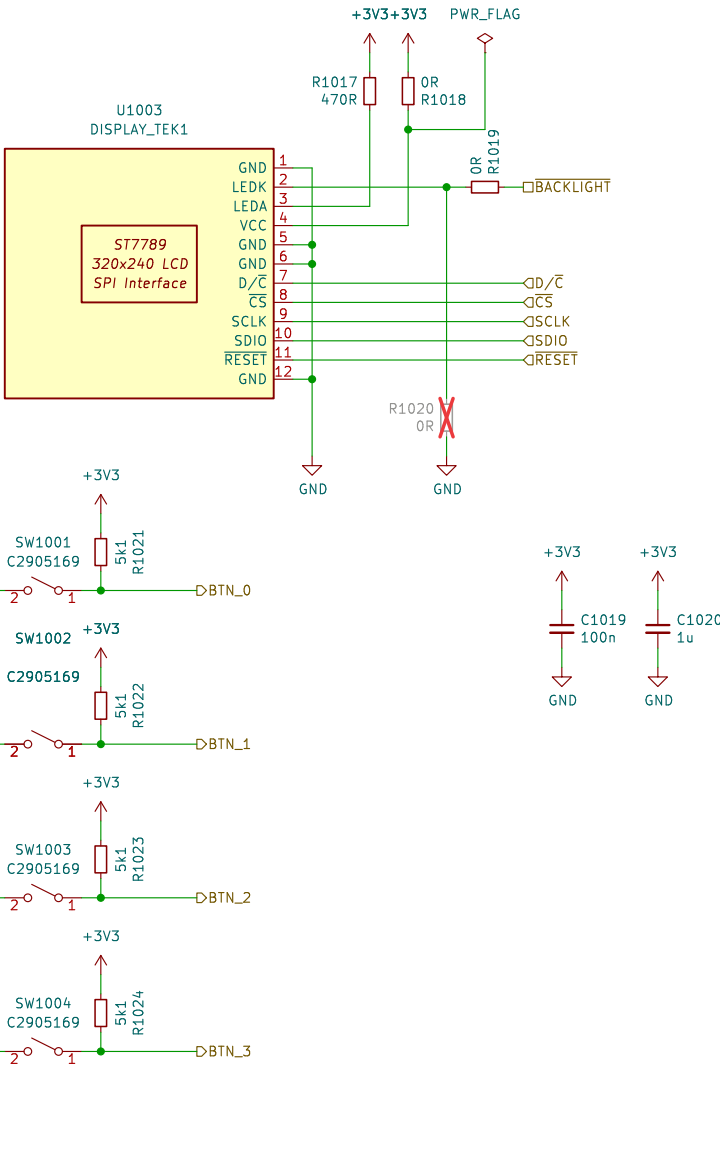 +3V3
+3V3
PWR_FLAG
R1017
470R
0R
R1018
U1003
DISPLAY_TEK1
0R
R1019
GND 1
LEDK 2
BACKLIGHT
LEDA 3
VCC 4
ST7789
320x240 LCD
SPI Interface
GND 5
GND 6
D/C 7
D/C
CS 8
CS
SCLK 9
SCLK
SDIO 10
SDIO
RESET 11
RESET
GND 12
R1020
0R
GND
GND
+3V3
SW1001
C2905169
5k1
R1021
2
1
BTN_0
+3V3
+3V3
C1019
100n
C1020
1u
GND
GND
SW1002
+3V3
C2905169
5k1
R1022
2
1
BTN_1
+3V3
SW1003
C2905169
5k1
R1023
2
1
BTN_2
+3V3
SW1004
C2905169
5k1
R1024
2
1
BTN_3